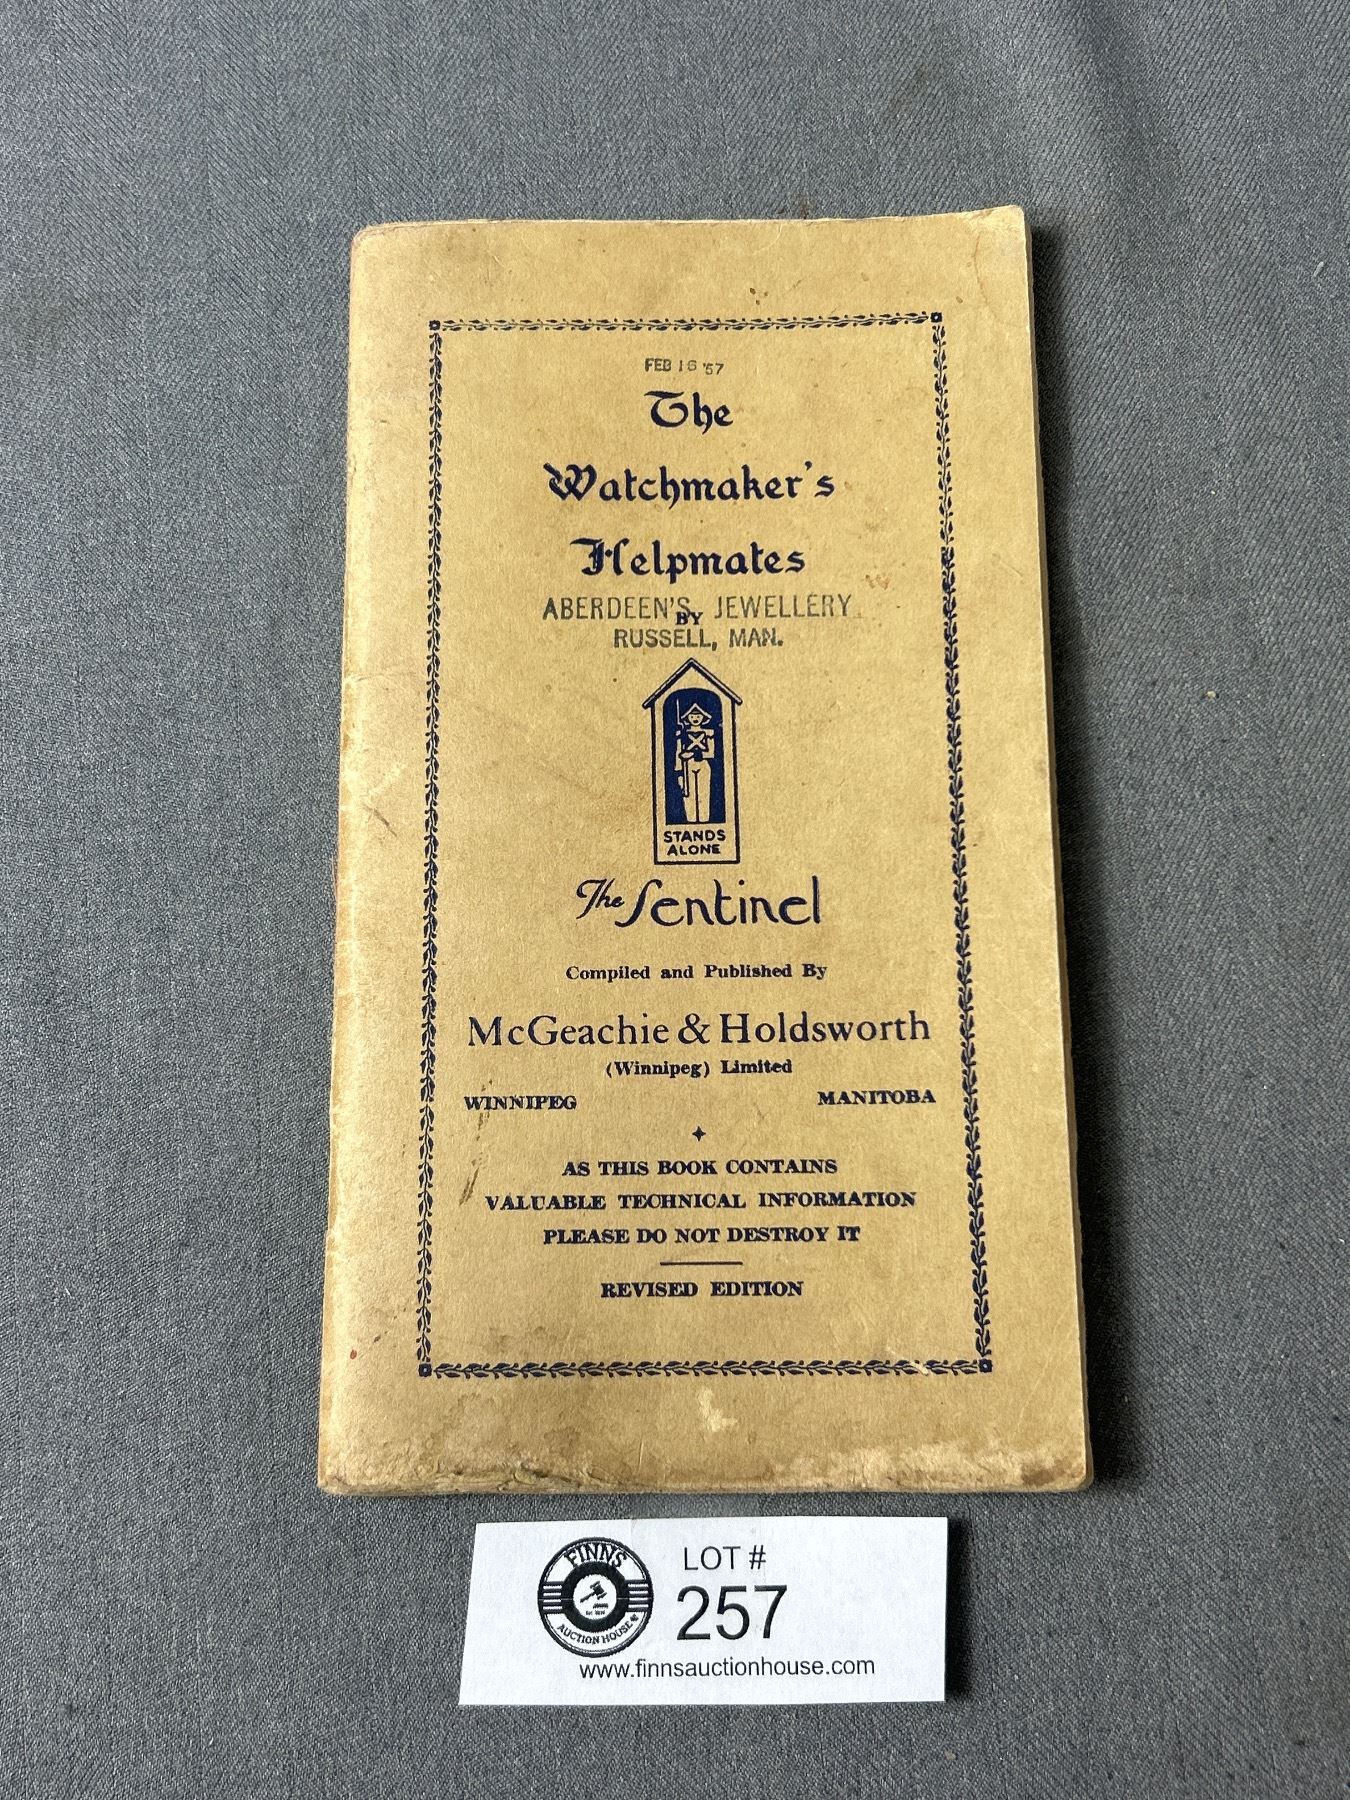 FEB 16 '57
The
Watchmaker's
Helpmates
ABERDEEN'S JEWELLERY
BY
RUSSELL, MAN.
STANDS
ALONE
The Sentinel
Compiled and Published By
McGeachie & Holdsworth
(Winnipeg) Limited
WINNIPEG MANITOBA
AS THIS BOOK CONTAINS
VALUABLE TECHNICAL INFORMATION
PLEASE DO NOT DESTROY IT
REVISED EDITION
FINNS
AUCTION HOUSE
LOT #
257
www.finnsauctionhouse.com